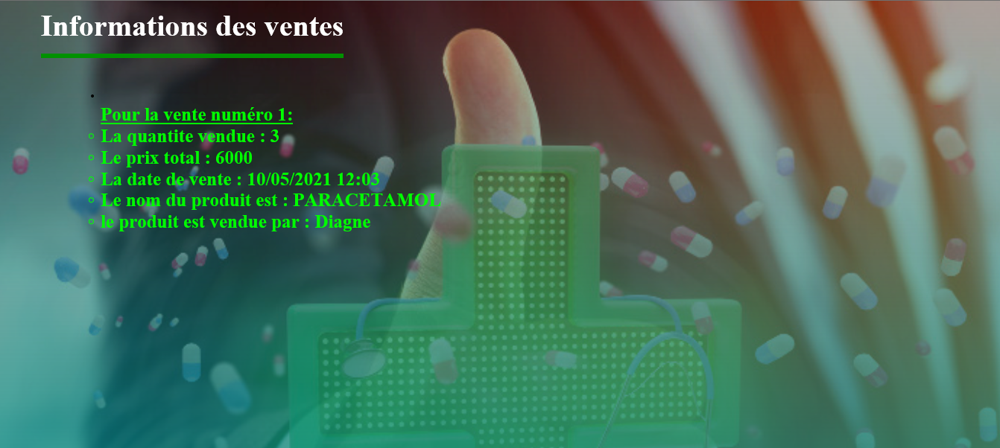 Informations des ventes
Pour la vente numéro 1:
La quantite vendue : 3
Le prix total : 6000
La date de vente : 10/05/2021 12:03
Le nom du produit est : PARACETAMOL
le produit est vendue par : Diagne